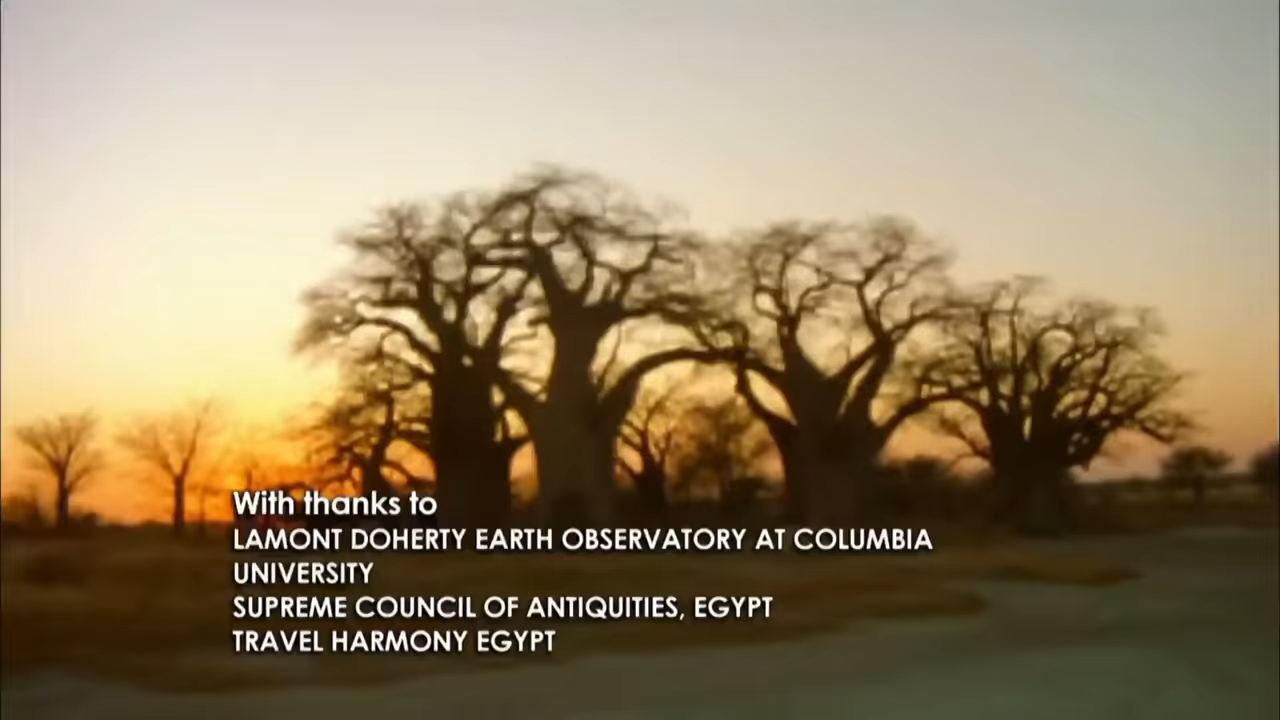 With thanks to
LAMONT DOHERTY EARTH OBSERVATORY AT COLUMBIA
UNIVERSITY
SUPREME COUNCIL OF ANTIQUITIES, EGYPT
TRAVEL HARMONY EGYPT